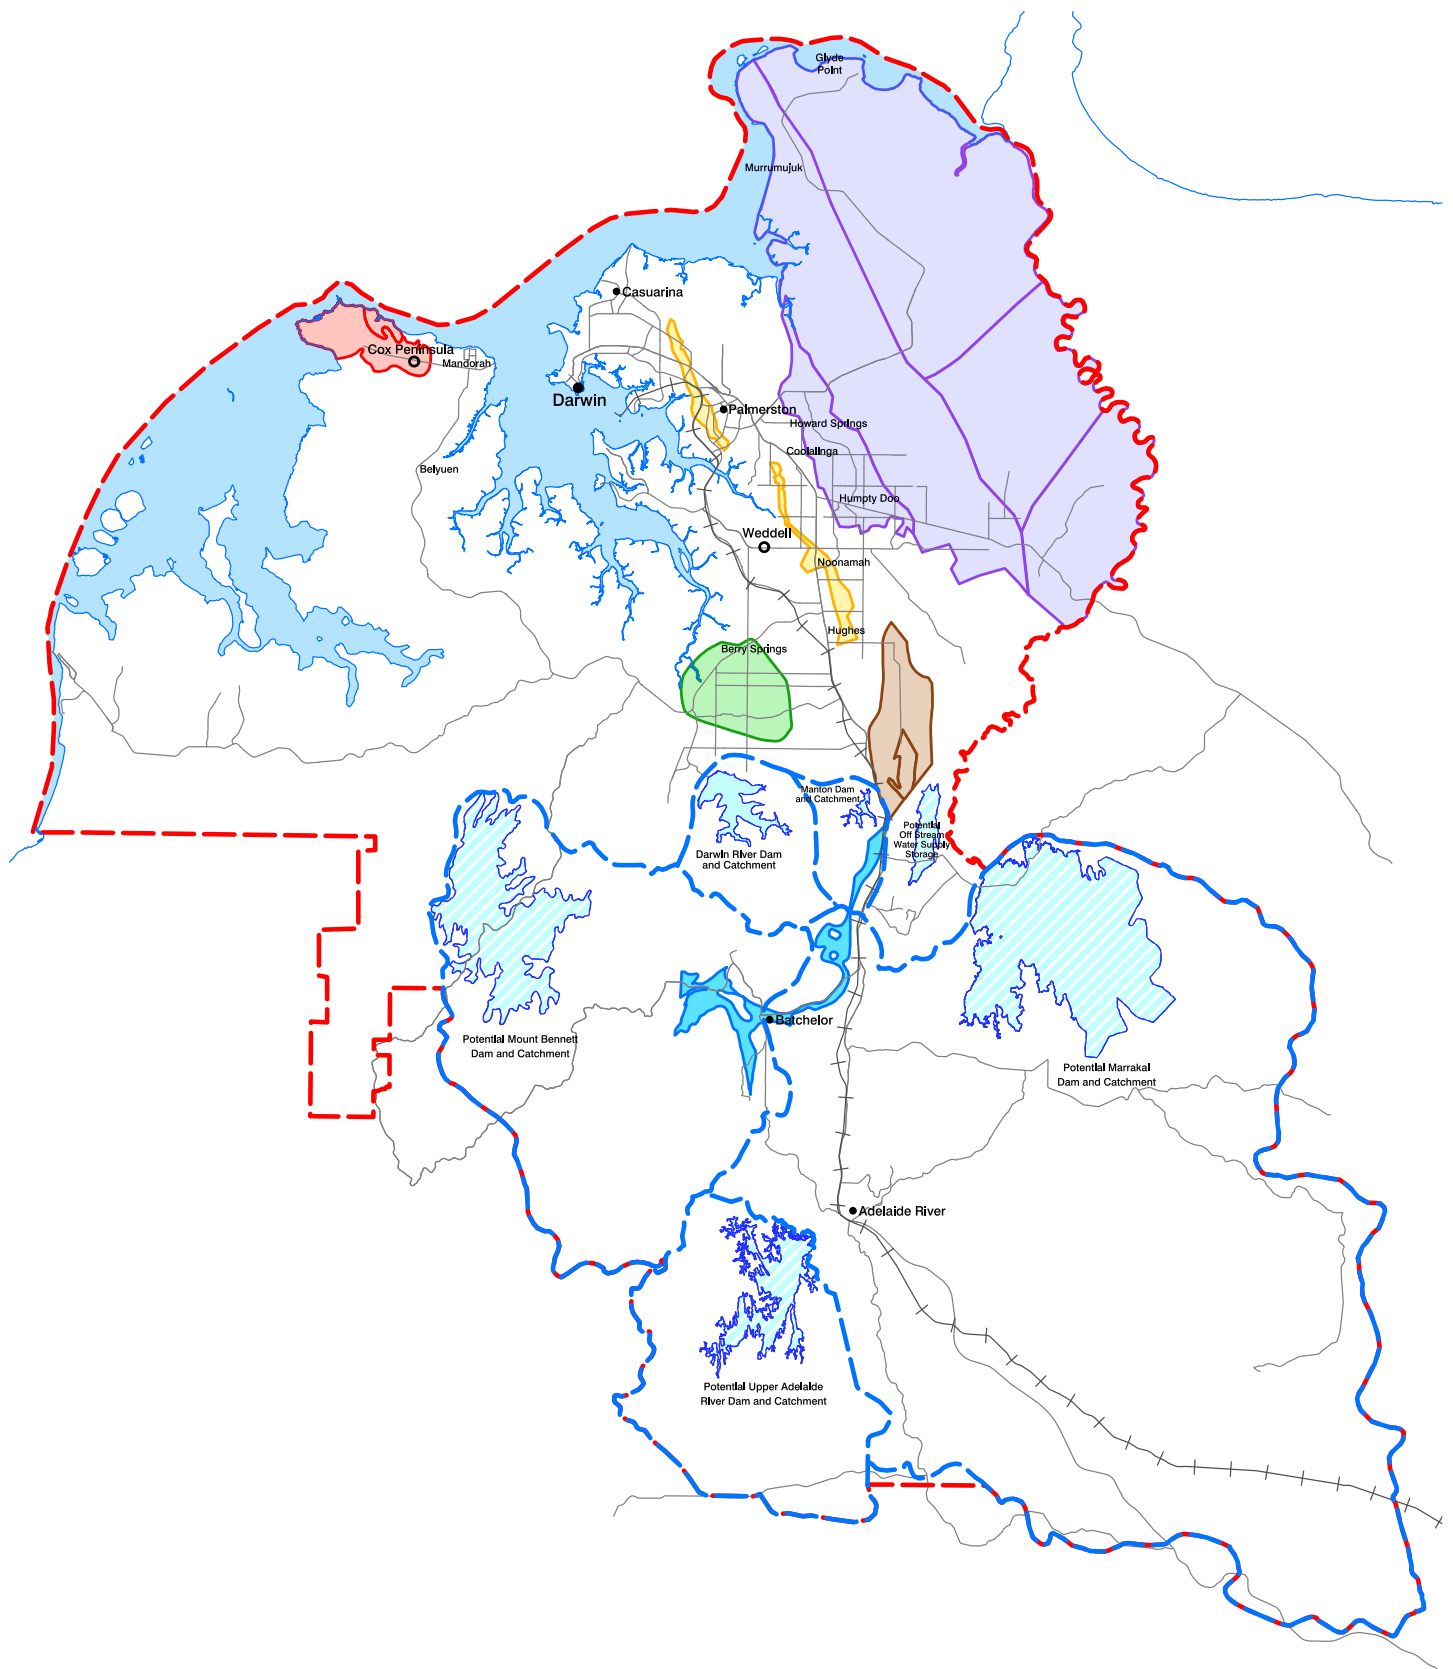 Glyde
Point
Murrumujuk
Casuarina
Cox Peninsula
Mandorah
Darwin
Palmerston
Howard Springs
Coolalinga
Belyuen
Humpty Doo
Weddell
Noonamah
Hughes
Berry Springs
Manton Dam
and Catchment
Potential
Off Stream
Water Supply
Storage
Darwin River Dam
and Catchment
Batchelor
Potential Mount Bennett
Dam and Catchment
Potential Marrakai
Dam and Catchment
Adelaide River
Potential Upper Adelaide
River Dam and Catchment